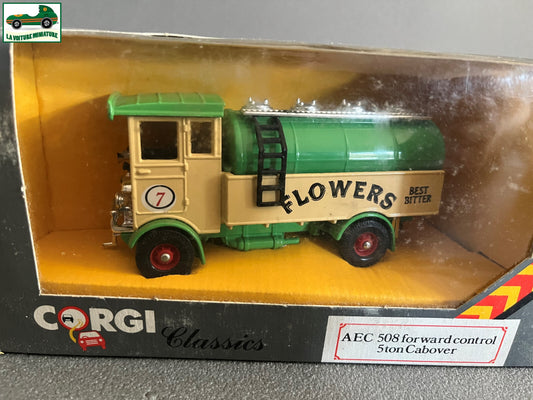 LA VOITURE MINIATURE
7
FLOWERS
BEST
BITTER
CORGI
Classics
AEC 508 forward control
5 ton Cabover